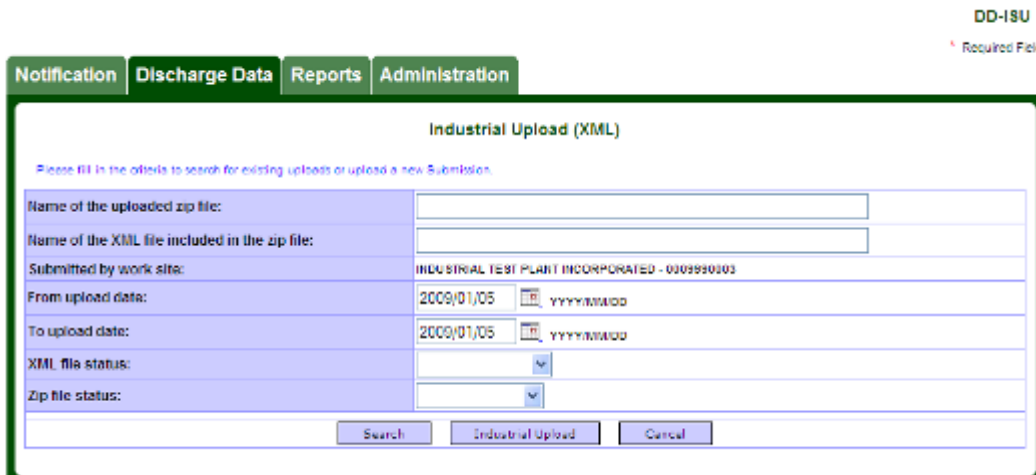 DD-ISU
* Required Fiel
Notification Discharge Data Reports Administration
Industrial Upload (XML)
Please fill in the criteria to search for existing uploads or upload a new Submission.
Name of the uploaded zip file:
Name of the XML file included in the zip file:
Submitted by work site: INDUSTRIAL TEST PLANT INCORPORATED - 0009990003
From upload date: 2009/01/05 YYYY/MM/DD
To upload date: 2009/01/05 YYYY/MM/DD
XML file status:
Zip file status:
Search Industrial Upload Cancel